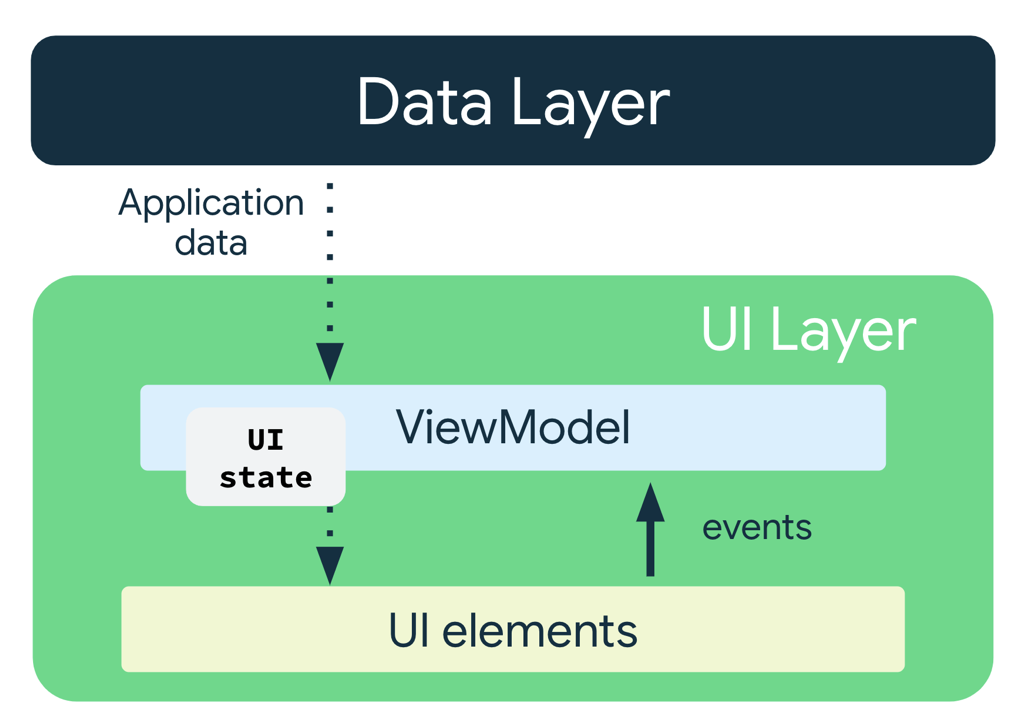 Data Layer
Application
data
UI Layer
ViewModel
UI
state
events
UI elements